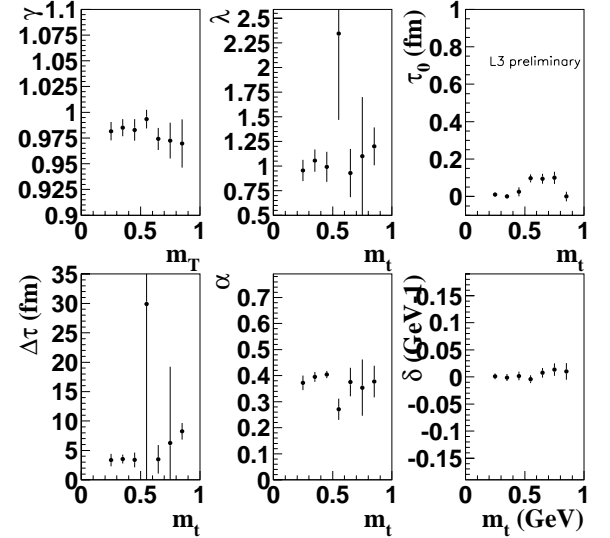 γ
1.1
1.075
1.05
1.025
1
0.975
0.95
0.925
0.9
0 0.5 1
m_T
λ
2.5
2.25
2
1.75
1.5
1.25
1
0.75
0.5
0 0.5 1
m_t
τ_0 (fm)
L3 preliminary
1
0.8
0.6
0.4
0.2
0
0 0.5 1
m_t
Δτ (fm)
35
30
25
20
15
10
5
0
0 0.5 1
m_t
α
0.7
0.6
0.5
0.4
0.3
0.2
0.1
0
0 0.5 1
m_t
δ (GeV-1)
0.15
0.1
0.05
0
-0.05
-0.1
-0.15
0 0.5 1
m_t (GeV)